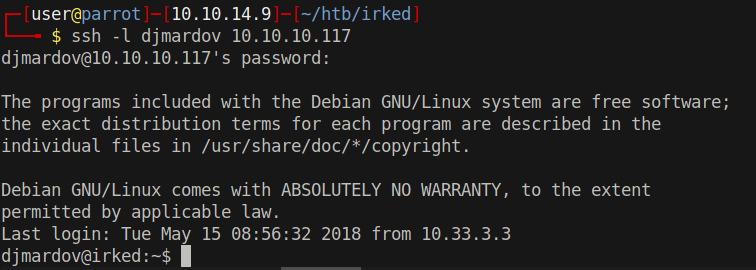 ┌─[user@parrot]─[10.10.14.9]─[~/htb/irked]
└──╼ $ ssh -l djmardov 10.10.10.117
djmardov@10.10.10.117's password:
The programs included with the Debian GNU/Linux system are free software;
the exact distribution terms for each program are described in the
individual files in /usr/share/doc/*/copyright.
Debian GNU/Linux comes with ABSOLUTELY NO WARRANTY, to the extent
permitted by applicable law.
Last login: Tue May 15 08:56:32 2018 from 10.33.3.3
djmardov@irked:~$